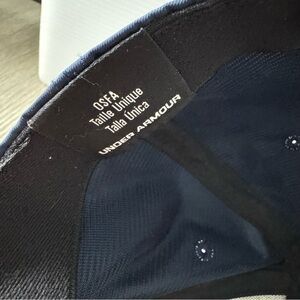 OSFA
Taille Unique
Talla Única
UNDER ARMOUR